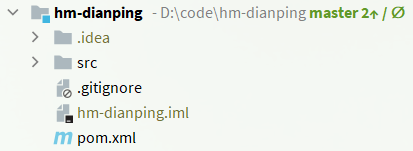 hm-dianping - D:\code\hm-dianping master 2↑ / ∅
.idea
src
.gitignore
hm-dianping.iml
m pom.xml